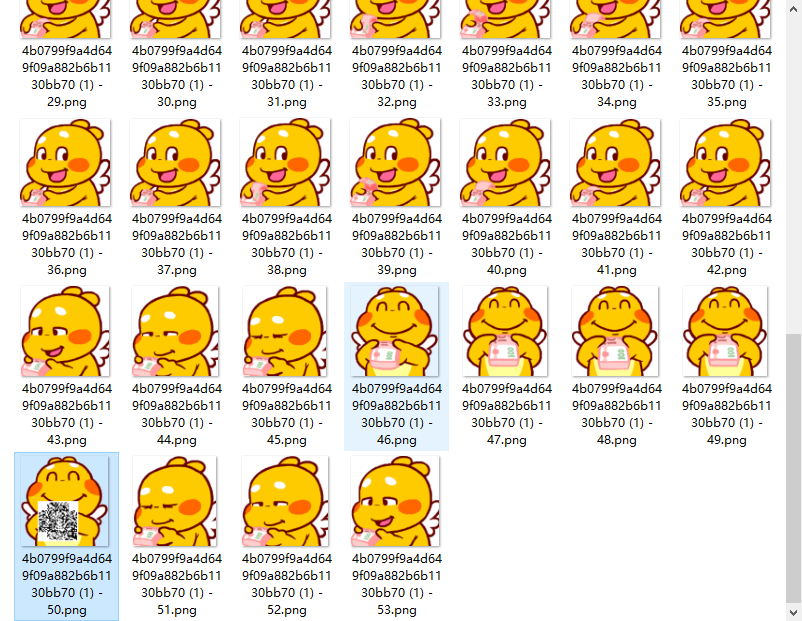 4b0799f9a4d64
9f09a882b6b11
30bb70 (1) -
29.png
4b0799f9a4d64
9f09a882b6b11
30bb70 (1) -
30.png
4b0799f9a4d64
9f09a882b6b11
30bb70 (1) -
31.png
4b0799f9a4d64
9f09a882b6b11
30bb70 (1) -
32.png
4b0799f9a4d64
9f09a882b6b11
30bb70 (1) -
33.png
4b0799f9a4d64
9f09a882b6b11
30bb70 (1) -
34.png
4b0799f9a4d64
9f09a882b6b11
30bb70 (1) -
35.png
4b0799f9a4d64
9f09a882b6b11
30bb70 (1) -
36.png
4b0799f9a4d64
9f09a882b6b11
30bb70 (1) -
37.png
4b0799f9a4d64
9f09a882b6b11
30bb70 (1) -
38.png
4b0799f9a4d64
9f09a882b6b11
30bb70 (1) -
39.png
4b0799f9a4d64
9f09a882b6b11
30bb70 (1) -
40.png
4b0799f9a4d64
9f09a882b6b11
30bb70 (1) -
41.png
4b0799f9a4d64
9f09a882b6b11
30bb70 (1) -
42.png
4b0799f9a4d64
9f09a882b6b11
30bb70 (1) -
43.png
4b0799f9a4d64
9f09a882b6b11
30bb70 (1) -
44.png
4b0799f9a4d64
9f09a882b6b11
30bb70 (1) -
45.png
4b0799f9a4d64
9f09a882b6b11
30bb70 (1) -
46.png
4b0799f9a4d64
9f09a882b6b11
30bb70 (1) -
47.png
4b0799f9a4d64
9f09a882b6b11
30bb70 (1) -
48.png
4b0799f9a4d64
9f09a882b6b11
30bb70 (1) -
49.png
4b0799f9a4d64
9f09a882b6b11
30bb70 (1) -
50.png
4b0799f9a4d64
9f09a882b6b11
30bb70 (1) -
51.png
4b0799f9a4d64
9f09a882b6b11
30bb70 (1) -
52.png
4b0799f9a4d64
9f09a882b6b11
30bb70 (1) -
53.png